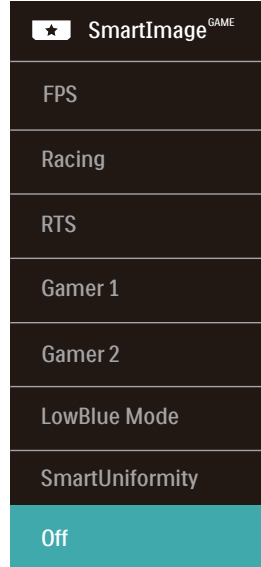 SmartImage GAME
FPS
Racing
RTS
Gamer 1
Gamer 2
LowBlue Mode
SmartUniformity
Off